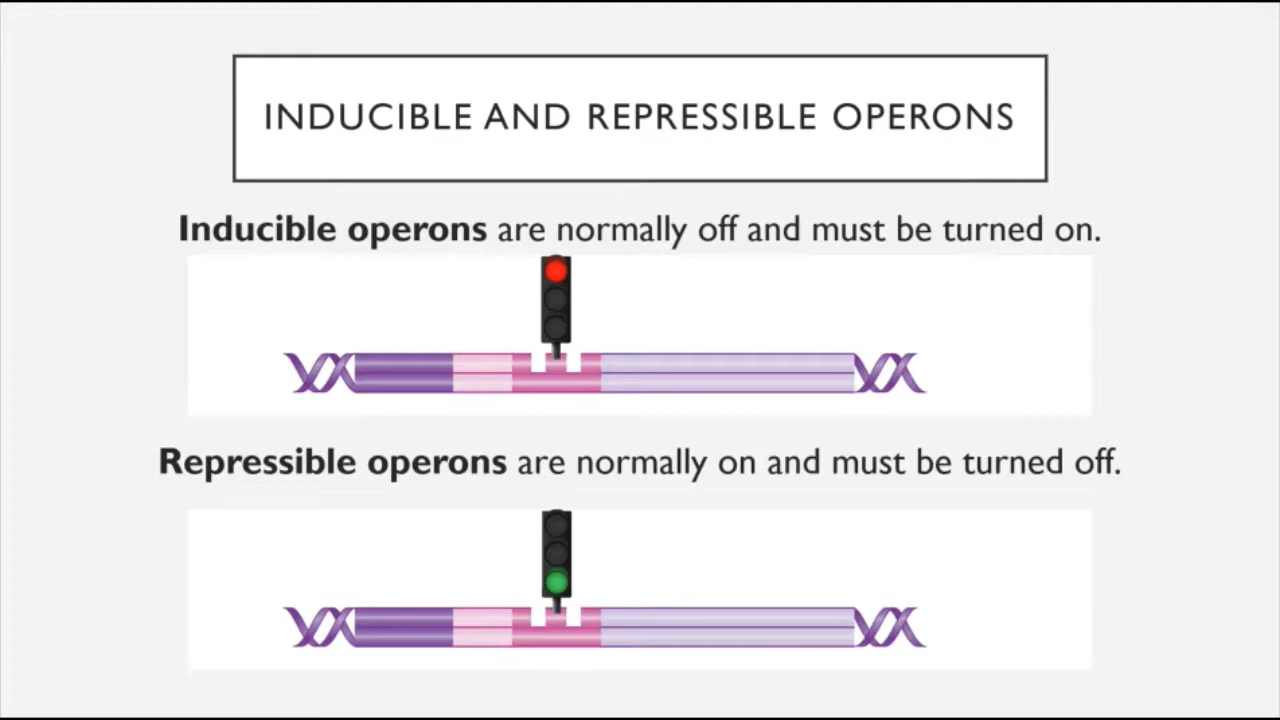 INDUCIBLE AND REPRESSIBLE OPERONS
Inducible operons are normally off and must be turned on.
Repressible operons are normally on and must be turned off.